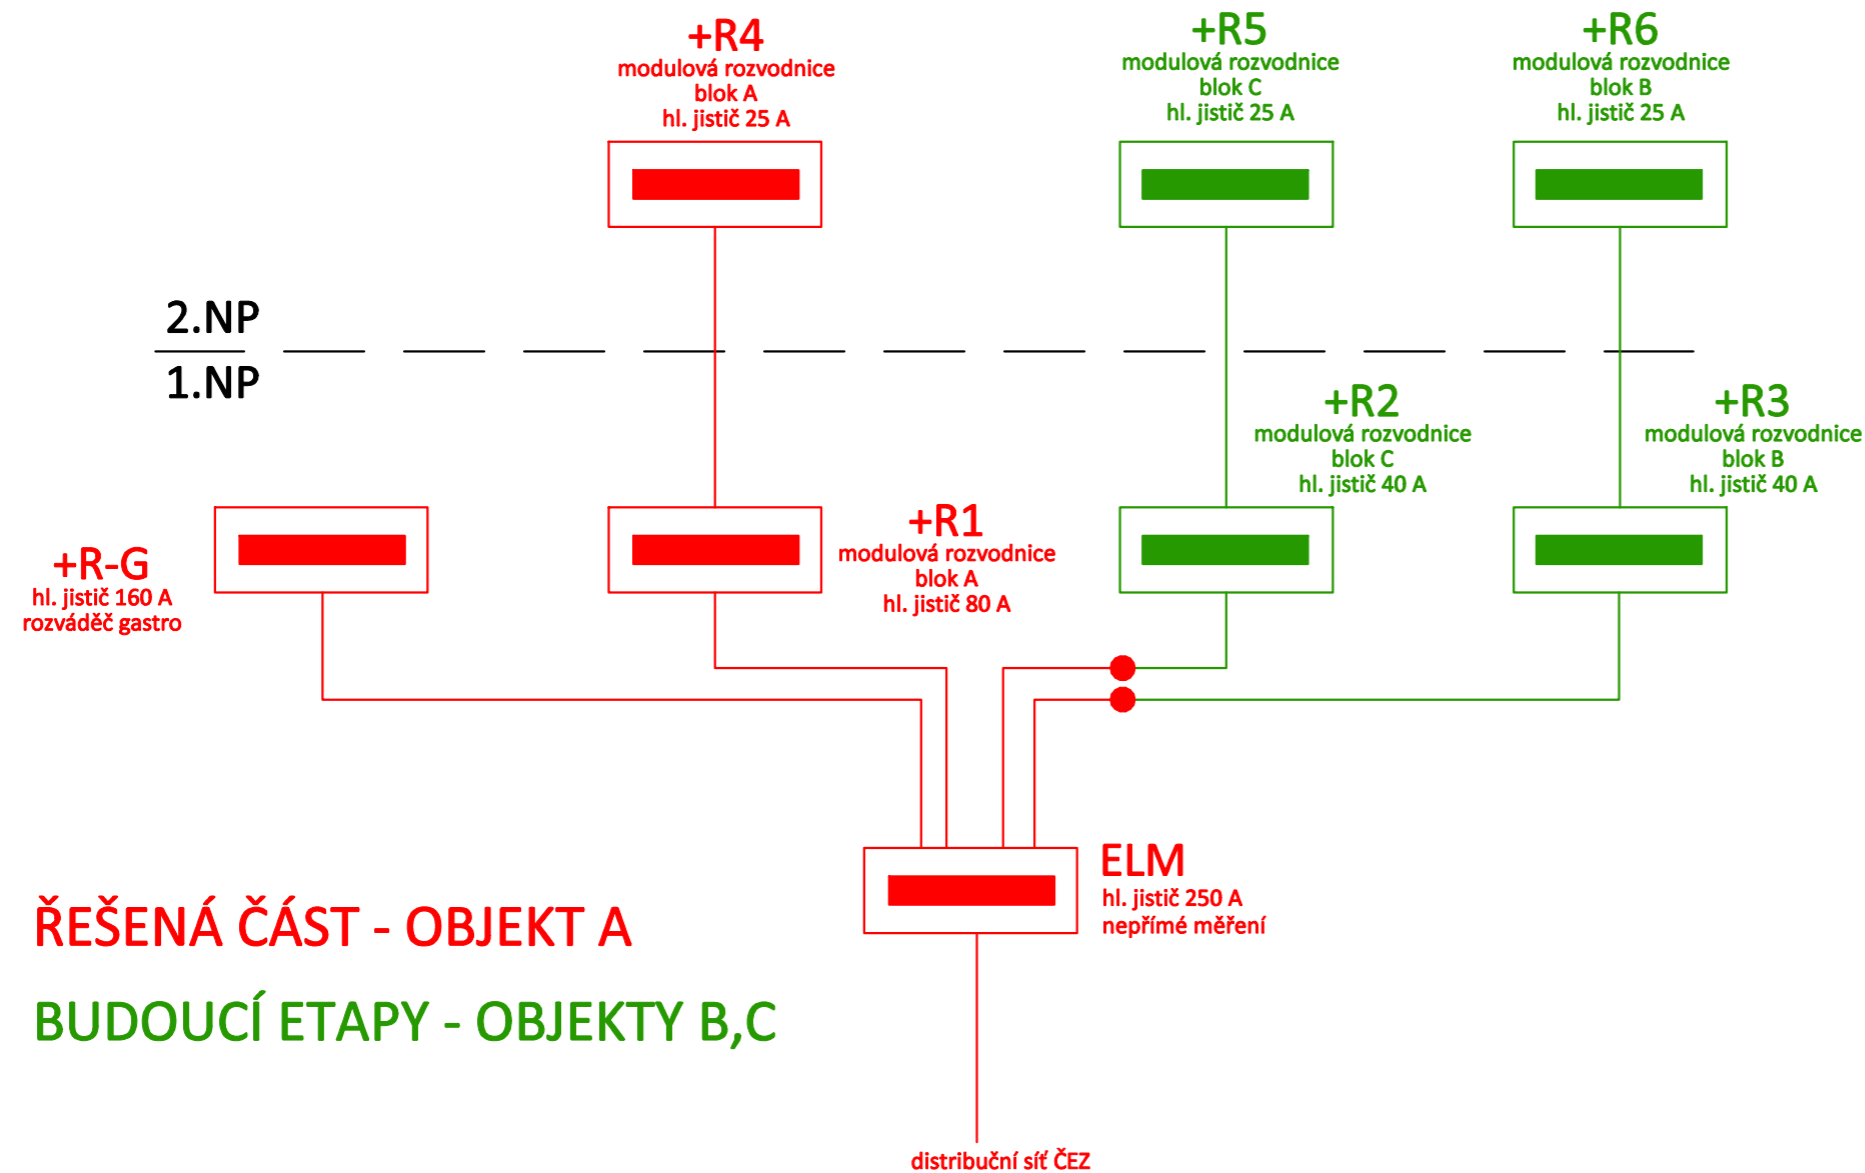 +R4
modulová rozvodnice
blok A
hl. jistič 25 A
+R5
modulová rozvodnice
blok C
hl. jistič 25 A
+R6
modulová rozvodnice
blok B
hl. jistič 25 A
2.NP
1.NP
+R2
modulová rozvodnice
blok C
hl. jistič 40 A
+R3
modulová rozvodnice
blok B
hl. jistič 40 A
+R-G
hl. jistič 160 A
rozváděč gastro
+R1
modulová rozvodnice
blok A
hl. jistič 80 A
ELM
hl. jistič 250 A
nepřímé měření
ŘEŠENÁ ČÁST - OBJEKT A
BUDOUCÍ ETAPY - OBJEKTY B,C
distribuční síť ČEZ